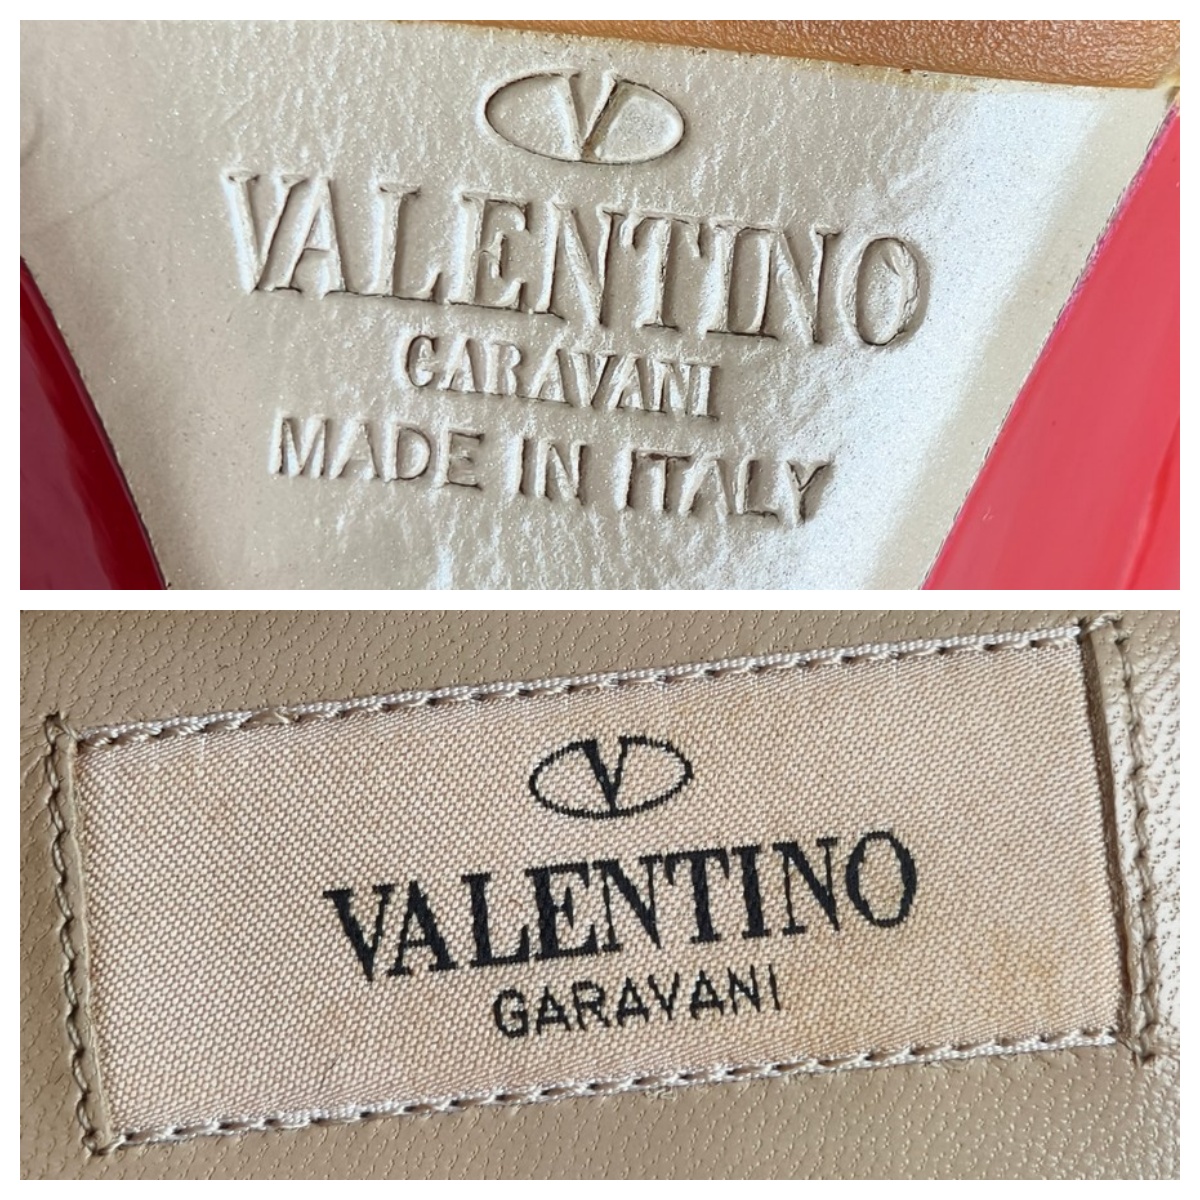 V
VALENTINO
GARAVANI
MADE IN ITALY
V
VALENTINO
GARAVANI